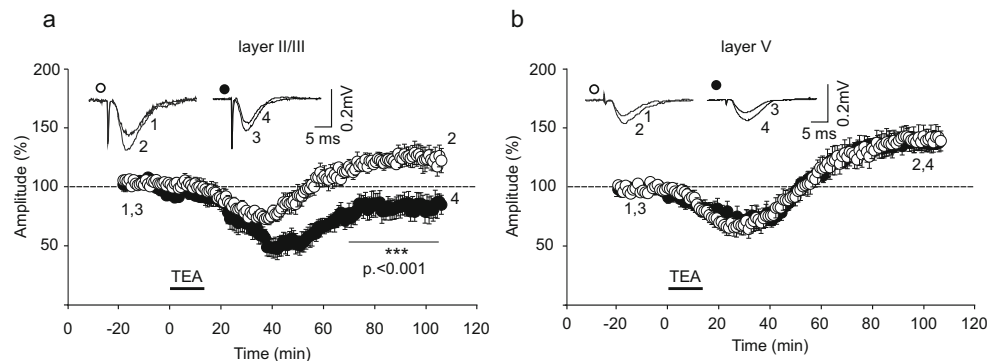 a
layer II/III
200
150
100
50
0
Amplitude (%)
1
2
4
3
5 ms
0.2mV
2
4
1,3
***
p.<0.001
TEA
0 -20 0 20 40 60 80 100 120
Time (min)
b
layer V
200
150
100
50
Amplitude (%)
1
2
3
4
5 ms
0.2mV
2,4
1,3
TEA
0 -20 0 20 40 60 80 100 120
Time (min)